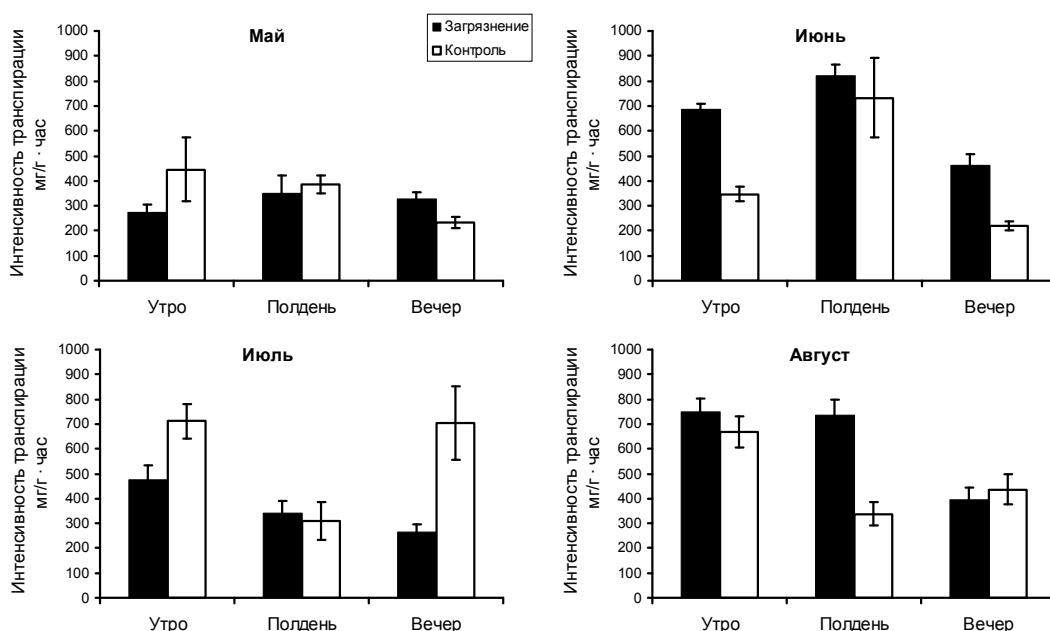 Май
Загрязнение
Контроль
Интенсивность транспирации
мг/г · час
1000
900
800
700
600
500
400
300
200
100
0
Утро
Полдень
Вечер
Июнь
Интенсивность транспирации
мг/г · час
1000
900
800
700
600
500
400
300
200
100
0
Утро
Полдень
Вечер
Июль
Интенсивность транспирации
мг/г · час
1000
900
800
700
600
500
400
300
200
100
0
Утро
Полдень
Вечер
Август
Интенсивность транспирации
мг/г · час
1000
900
800
700
600
500
400
300
200
100
0
Утро
Полдень
Вечер